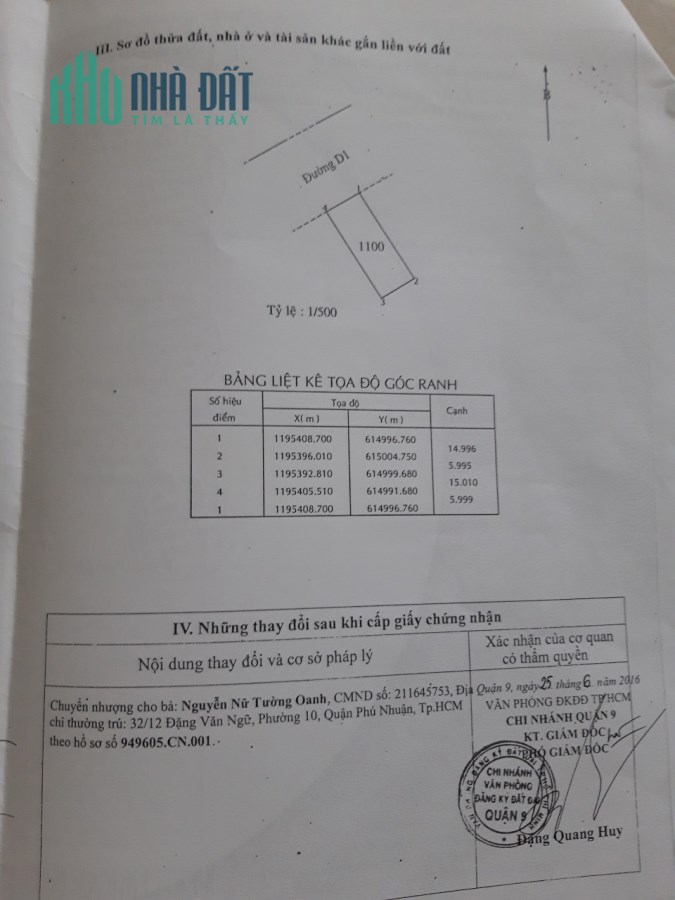 III. Sơ đồ thửa đất, nhà ở và tài sản khác gắn liền với đất
KHO NHÀ ĐẤT
TÌM LÀ THẤY
B
Đường D1
4 1
1100
2
3
Tỷ lệ : 1/500
BẢNG LIỆT KÊ TỌA ĐỘ GÓC RANH
Số hiệu điểm Tọa độ Cạnh
X( m ) Y( m )
1 1195408.700 614996.760
14.996
2 1195396.010 615004.750
5.995
3 1195392.810 614999.680
15.010
4 1195405.510 614991.680
5.999
1 1195408.700 614996.760
IV. Những thay đổi sau khi cấp giấy chứng nhận
Nội dung thay đổi và cơ sở pháp lý
Xác nhận của cơ quan
có thẩm quyền
Chuyển nhượng cho bà: Nguyễn Nữ Tường Oanh, CMND số: 211645753, Địa
chỉ thường trú: 32/12 Đặng Văn Ngữ, Phường 10, Quận Phú Nhuận, Tp.HCM
theo hồ sơ số 949605.CN.001.-
Quận 9, ngày 25 tháng 6 năm 2016
VĂN PHÒNG ĐKĐĐ TP.HCM
CHI NHÁNH QUẬN 9
KT. GIÁM ĐỐC
PHÓ GIÁM ĐỐC
CHI NHÁNH
VĂN PHÒNG
ĐĂNG KÝ ĐẤT ĐAI
QUẬN 9
Đặng Quang Huy